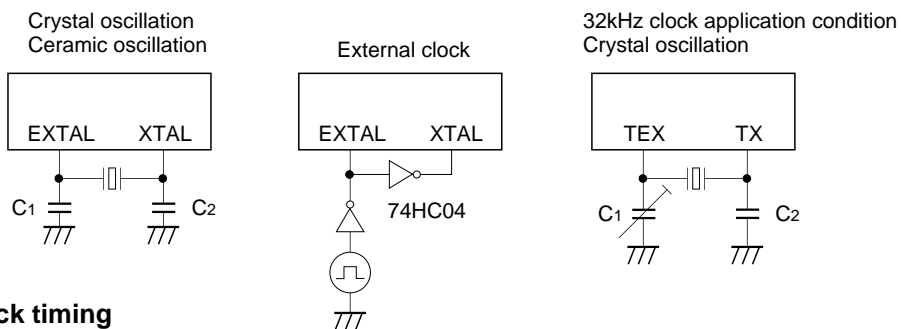 Crystal oscillation
Ceramic oscillation
EXTAL XTAL
C1 C2
External clock
EXTAL XTAL
74HC04
32kHz clock application condition
Crystal oscillation
TEX TX
C1 C2
ck timing